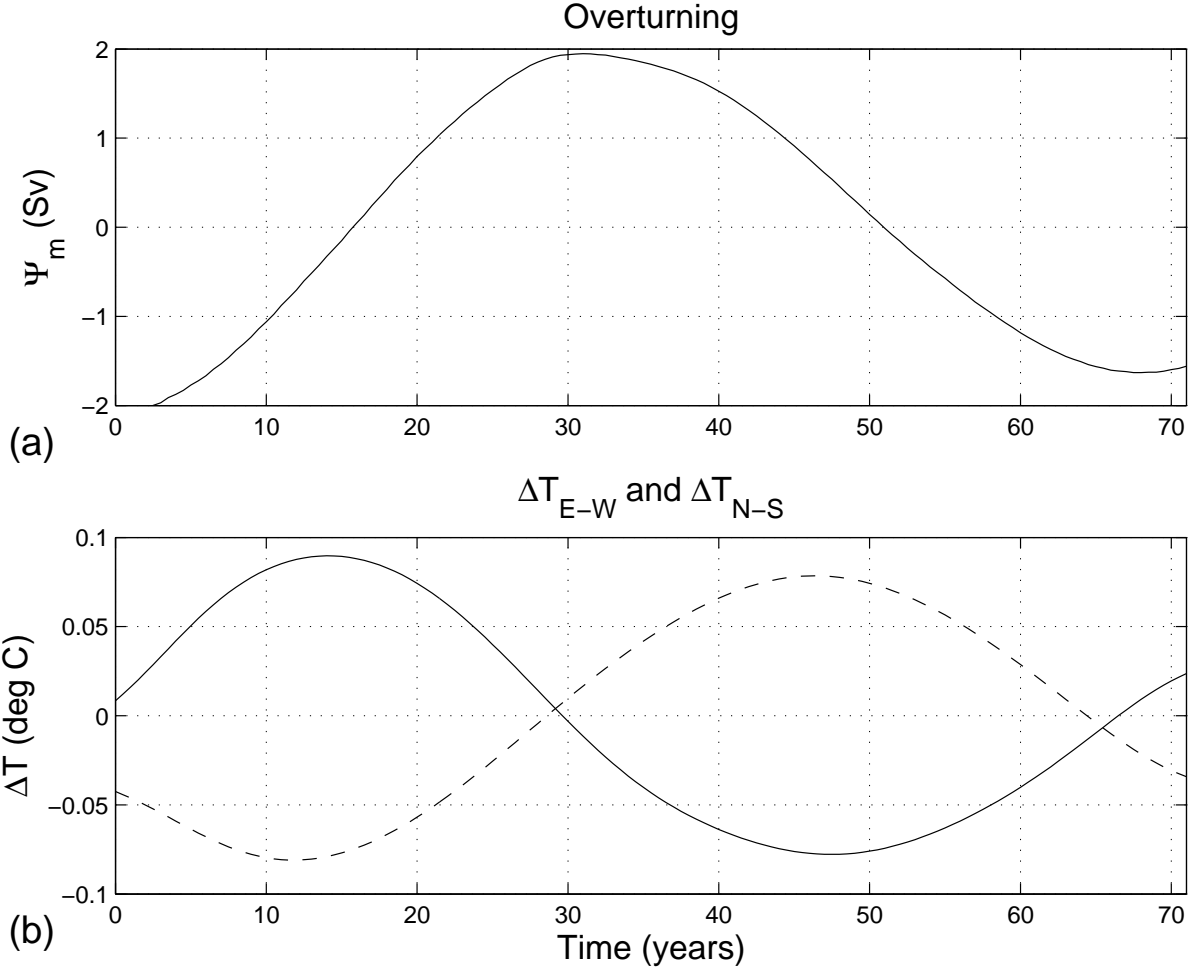 Overturning
2
1
0
−1
−2
Ψm (Sv)
0 10 20 30 40 50 60 70
(a)
ΔTE−W and ΔTN−S
0.1
0.05
0
−0.05
−0.1
ΔT (deg C)
0 10 20 30 40 50 60 70
(b)
Time (years)